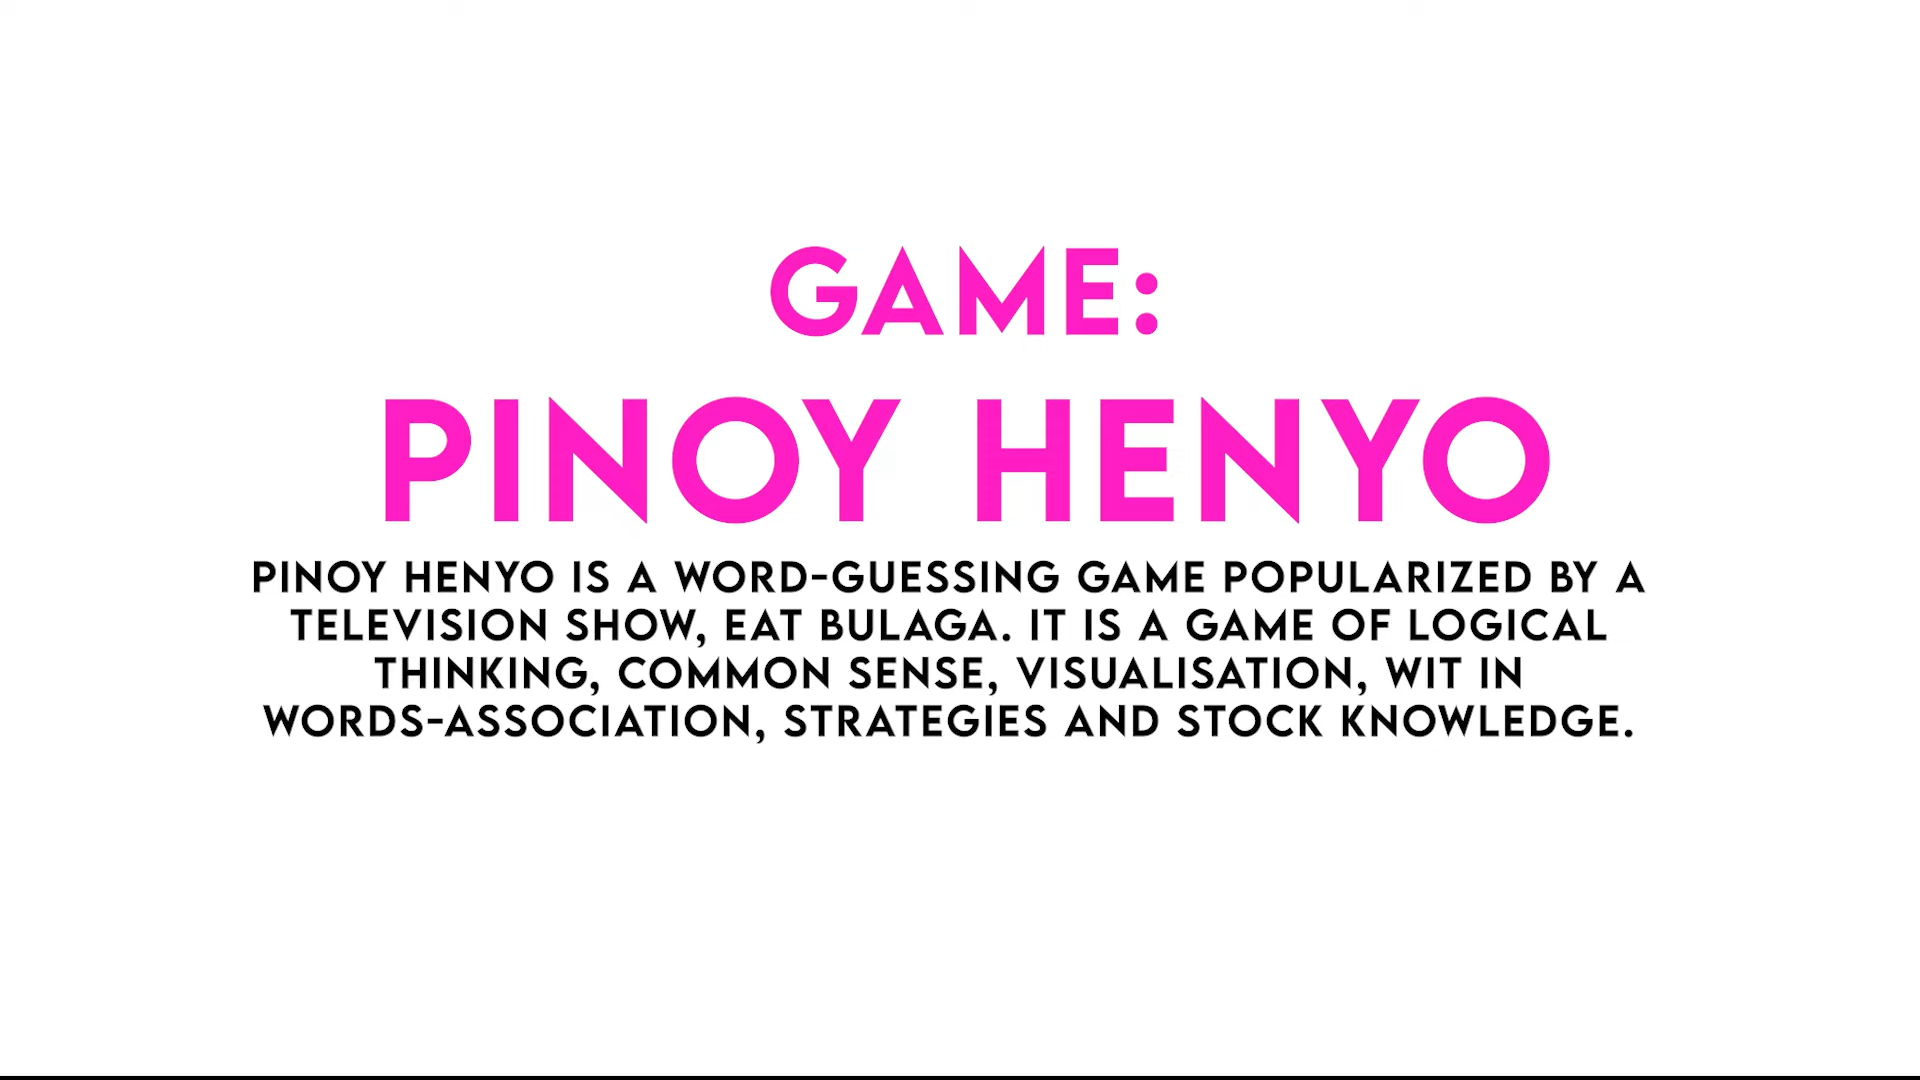 GAME:
PINOY HENYO
PINOY HENYO IS A WORD-GUESSING GAME POPULARIZED BY A
TELEVISION SHOW, EAT BULAGA. IT IS A GAME OF LOGICAL
THINKING, COMMON SENSE, VISUALISATION, WIT IN
WORDS-ASSOCIATION, STRATEGIES AND STOCK KNOWLEDGE.